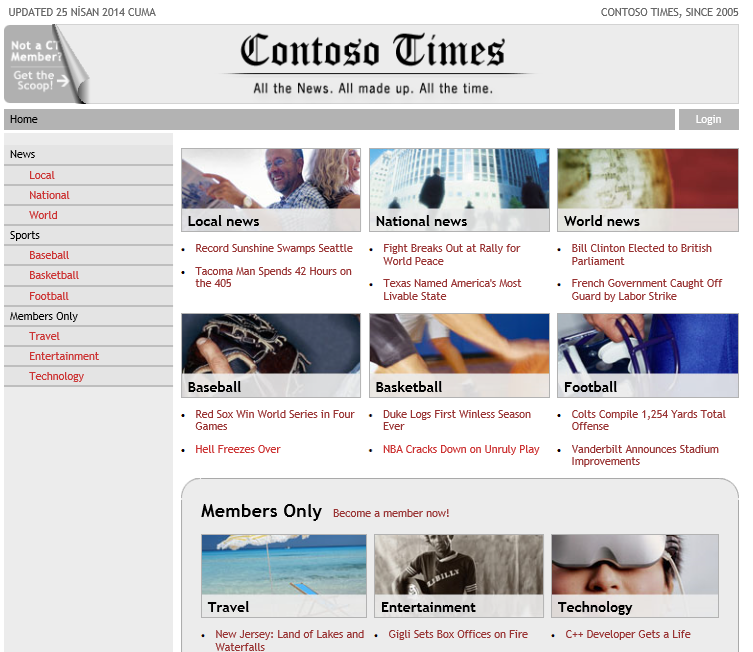 UPDATED 25 NİSAN 2014 CUMA
CONTOSO TIMES, SINCE 2005
Not a CT
Member?
Get the
Scoop!
Contoso Times
All the News. All made up. All the time.
Home
Login
News
Local
National
World
Sports
Baseball
Basketball
Football
Members Only
Travel
Entertainment
Technology
Local news
Record Sunshine Swamps Seattle
Tacoma Man Spends 42 Hours on
the 405
National news
Fight Breaks Out at Rally for
World Peace
Texas Named America's Most
Livable State
World news
Bill Clinton Elected to British
Parliament
French Government Caught Off
Guard by Labor Strike
Baseball
Red Sox Win World Series in Four
Games
Hell Freezes Over
Basketball
Duke Logs First Winless Season
Ever
NBA Cracks Down on Unruly Play
Football
Colts Compile 1,254 Yards Total
Offense
Vanderbilt Announces Stadium
Improvements
Members Only
Become a member now!
Travel
New Jersey: Land of Lakes and
Waterfalls
Entertainment
Gigli Sets Box Offices on Fire
Technology
C++ Developer Gets a Life